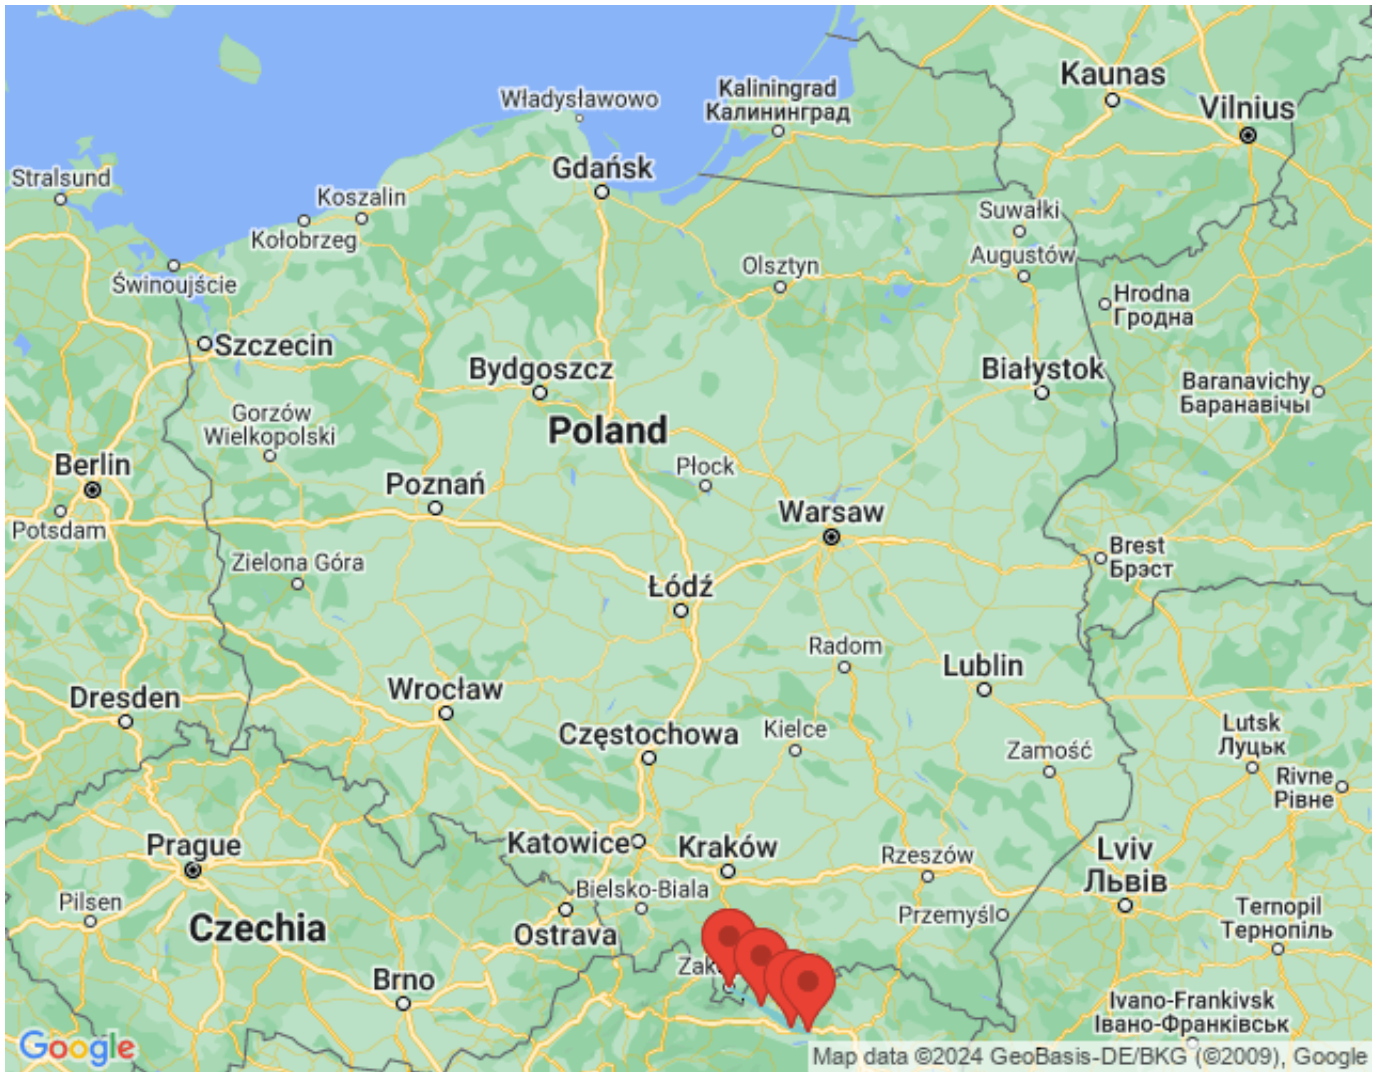 Kaunas
Kaliningrad
Калининград
Władysławowo
Vilnius
Gdańsk
Stralsund
Koszalin
Suwałki
Kołobrzeg
Augustów
Olsztyn
Świnoujście
Hrodna
Гродна
Szczecin
Bydgoszcz
Białystok
Baranavichy
Баранавічы
Gorzów
Wielkopolski
Poland
Berlin
Płock
Poznań
Warsaw
Potsdam
Brest
Брэст
Zielona Góra
Łódź
Radom
Lublin
Wrocław
Dresden
Lutsk
Луцьк
Częstochowa
Kielce
Zamość
Rivne
Рівне
Katowice
Kraków
Prague
Rzeszów
Lviv
Львів
Bielsko-Biala
Pilsen
Przemyśl
Ternopil
Тернопіль
Czechia
Ostrava
Brno
Ivano-Frankivsk
Івано-Франківськ
Google
Map data ©2024 GeoBasis-DE/BKG (©2009), Google